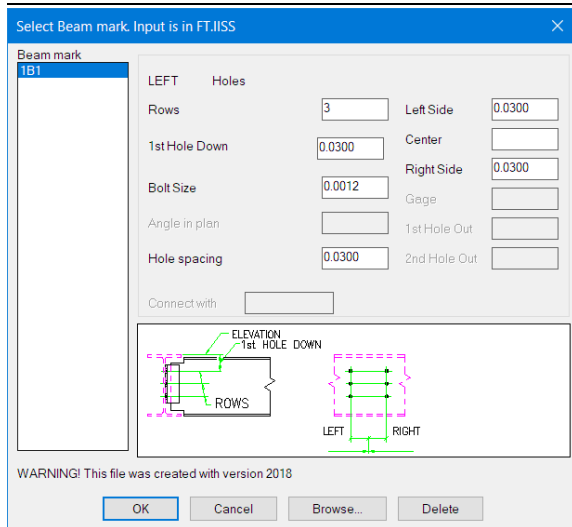 Select Beam mark. Input is in FT.IISS
Beam mark
1B1
LEFT Holes
Rows 3 Left Side 0.0300
1st Hole Down 0.0300 Center
Right Side 0.0300
Bolt Size 0.0012 Gage
Angle in plan 1st Hole Out
Hole spacing 0.0300 2nd Hole Out
Connect with
ELEVATION
1st HOLE DOWN
ROWS
LEFT RIGHT
WARNING! This file was created with version 2018
OK Cancel Browse... Delete